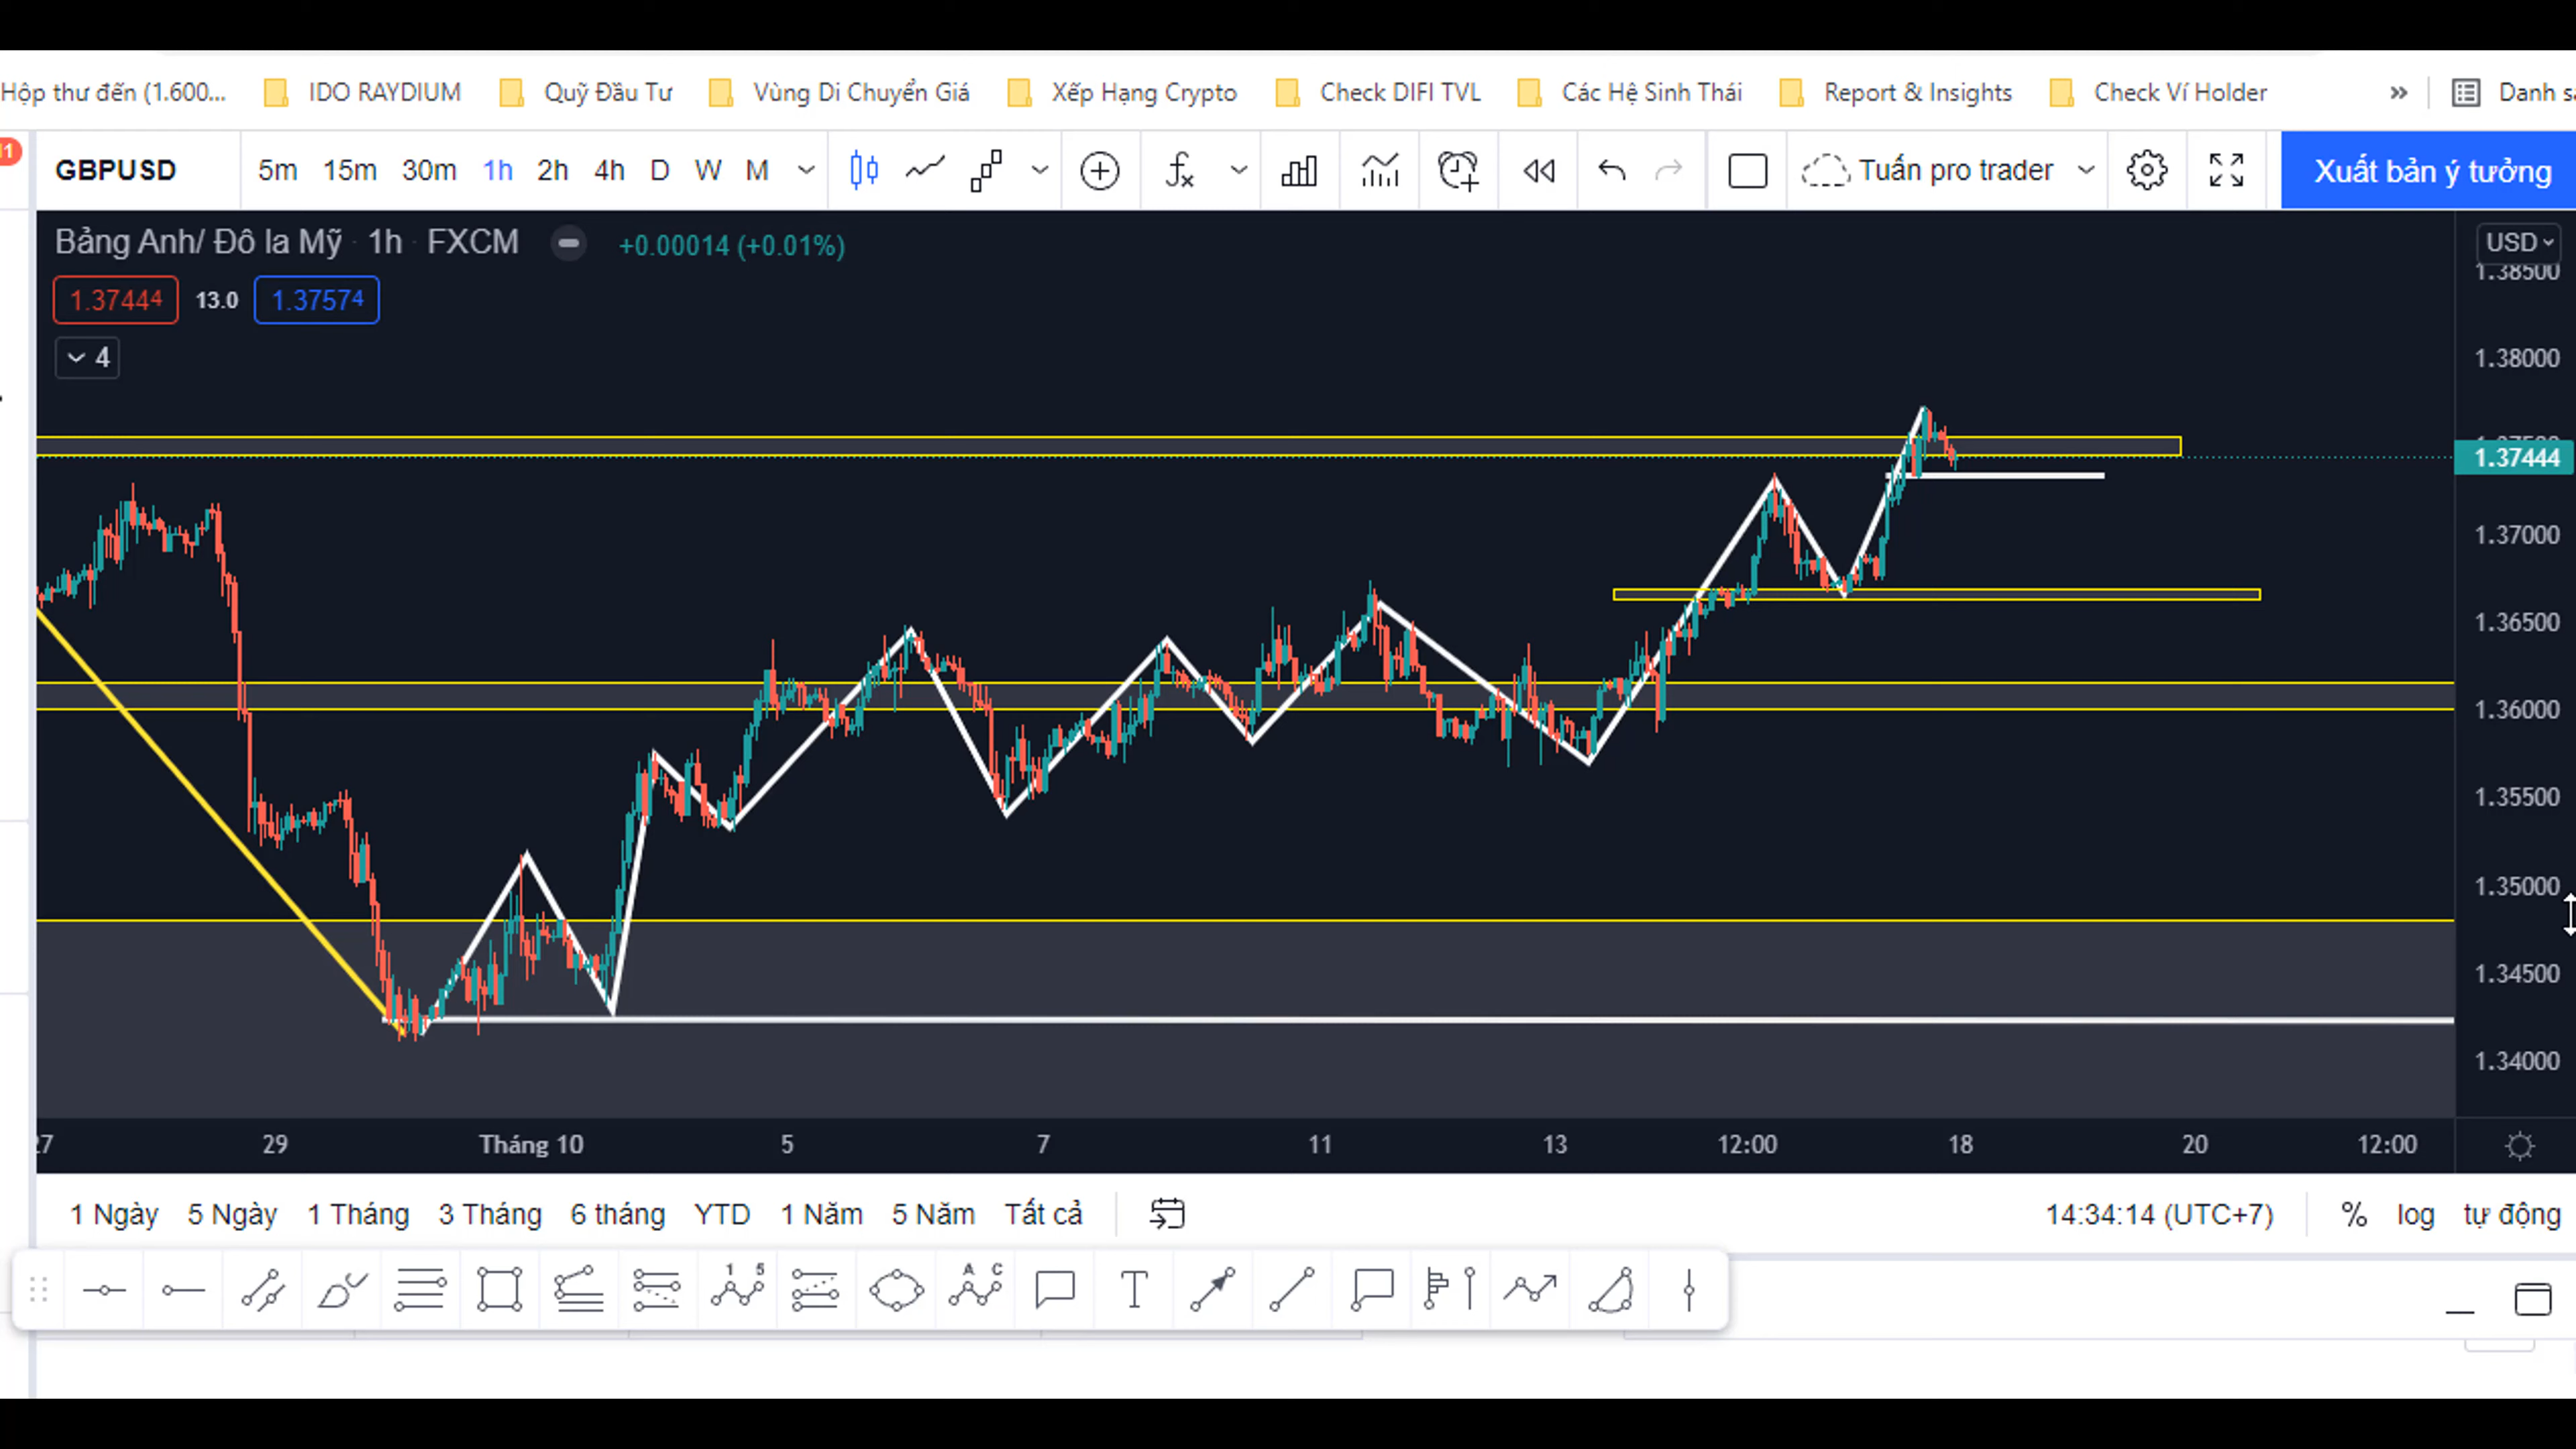 Hộp thư đến (1.600... IDO RAYDIUM Quỹ Đầu Tư Vùng Di Chuyển Giá Xếp Hạng Crypto Check DIFI TVL Các Hệ Sinh Thái Report & Insights Check Ví Holder » Danh sá
11
GBPUSD 5m 15m 30m 1h 2h 4h D W M Tuấn pro trader Xuất bản ý tưởng
Bảng Anh/ Đô la Mỹ · 1h · FXCM +0.00014 (+0.01%) USD
1.38500
1.37444 13.0 1.37574
4
1.38000
1.37500
1.37444
1.37000
1.36500
1.36000
1.35500
1.35000
1.34500
1.34000
27 29 Tháng 10 5 7 11 13 12:00 18 20 12:00
1 Ngày 5 Ngày 1 Tháng 3 Tháng 6 tháng YTD 1 Năm 5 Năm Tất cả 14:34:14 (UTC+7) % log tự động
1 5 A C T